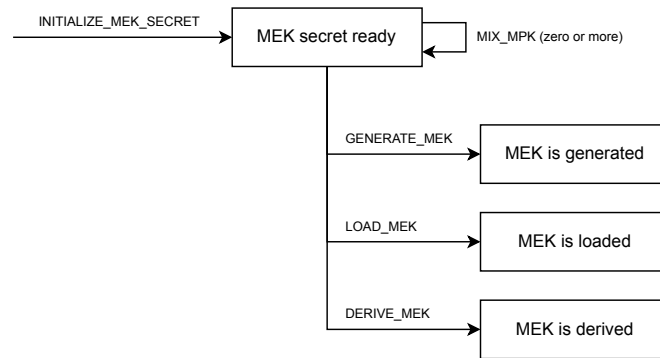 INITIALIZE_MEK_SECRET
MEK secret ready
MIX_MPK (zero or more)
GENERATE_MEK
MEK is generated
LOAD_MEK
MEK is loaded
DERIVE_MEK
MEK is derived